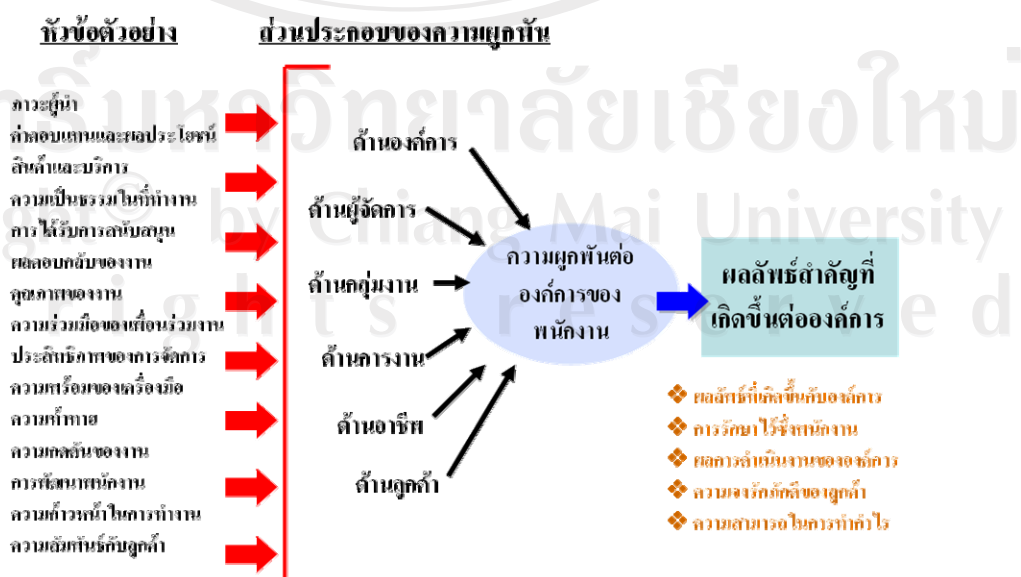 หัวข้อตัวอย่าง
ส่วนประกอบของความผูกพัน
ภาวะผู้นำ
ค่าตอบแทนและผลประโยชน์
สินค้าและบริการ
ความเป็นธรรมในที่ทำงาน
การได้รับการสนับสนุน
ผลตอบกลับของงาน
คุณภาพของงาน
ความร่วมมือของเพื่อนร่วมงาน
ประสิทธิภาพของการจัดการ
ความพร้อมของเครื่องมือ
ความท้าทาย
ความกดดันของงาน
การพัฒนาพนักงาน
ความก้าวหน้าในการทำงาน
ความสัมพันธ์กับลูกค้า
ด้านองค์การ
ด้านผู้จัดการ
ด้านกลุ่มงาน
ด้านการงาน
ด้านอาชีพ
ด้านลูกค้า
ความผูกพันต่อ
องค์การของ
พนักงาน
ผลลัพธ์สำคัญที่
เกิดขึ้นต่อองค์การ
❖ ผลลัพธ์ที่เกิดขึ้นกับองค์การ
❖ การรักษาไว้ซึ่งพนักงาน
❖ ผลการดำเนินงานขององค์การ
❖ ความจงรักภักดีของลูกค้า
❖ ความสามารถในการทำกำไร
มหาวิทยาลัยเชียงใหม่
by Chiang Mai University
rights reserved